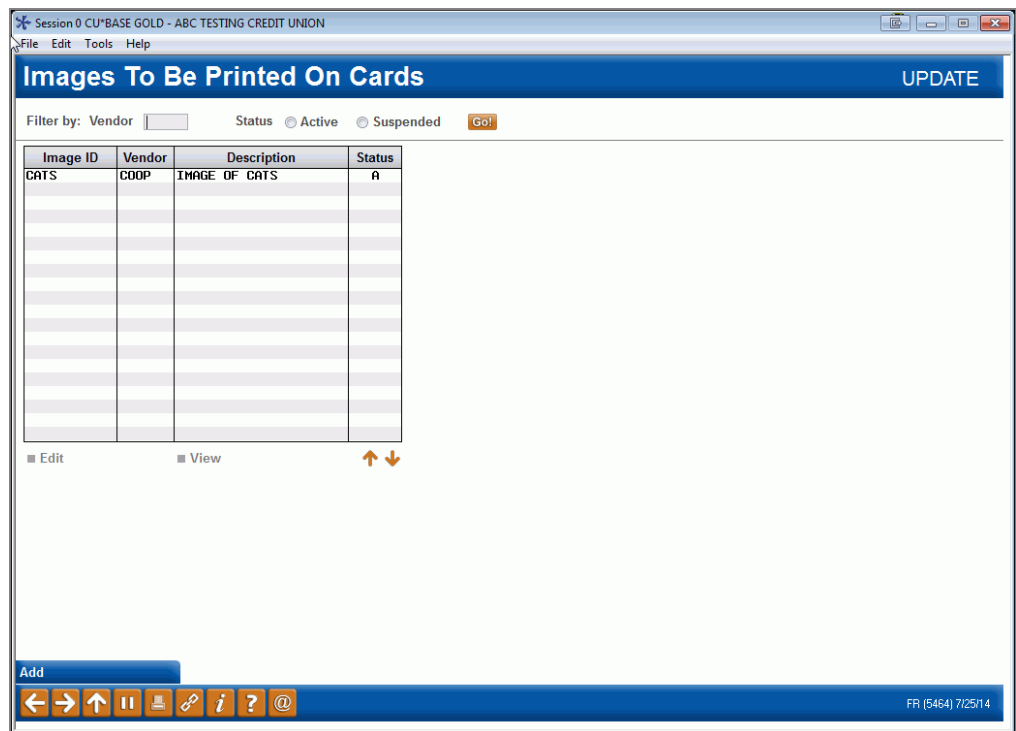 Session 0 CU*BASE GOLD - ABC TESTING CREDIT UNION
File Edit Tools Help
Images To Be Printed On Cards UPDATE
Filter by: Vendor Status Active Suspended Go!
Image ID Vendor Description Status
CATS COOP IMAGE OF CATS A
Edit View
Add
i ? @
FR (5464) 7/25/14